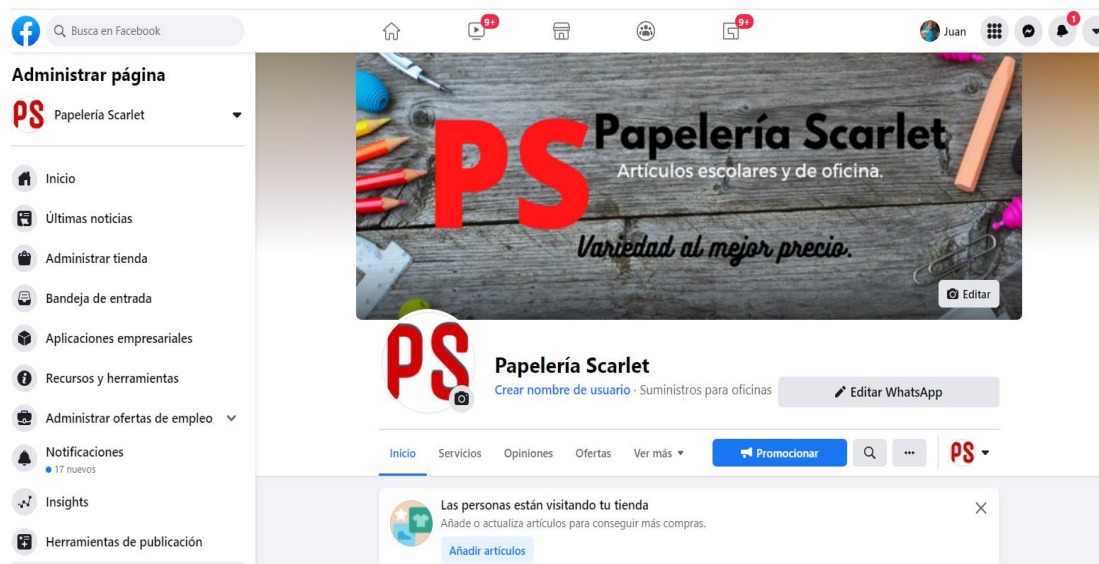 Busca en Facebook
9+
9+
Juan
1
Administrar página
PS Papelería Scarlet
Inicio
Últimas noticias
Administrar tienda
Bandeja de entrada
Aplicaciones empresariales
Recursos y herramientas
Administrar ofertas de empleo
Notificaciones
17 nuevos
Insights
Herramientas de publicación
PS
Papelería Scarlet
Artículos escolares y de oficina.
Variedad al mejor precio.
Editar
PS
Papelería Scarlet
Crear nombre de usuario · Suministros para oficinas
Editar WhatsApp
Inicio Servicios Opiniones Ofertas Ver más
Promocionar
PS
Las personas están visitando tu tienda
Añade o actualiza artículos para conseguir más compras.
Añadir artículos